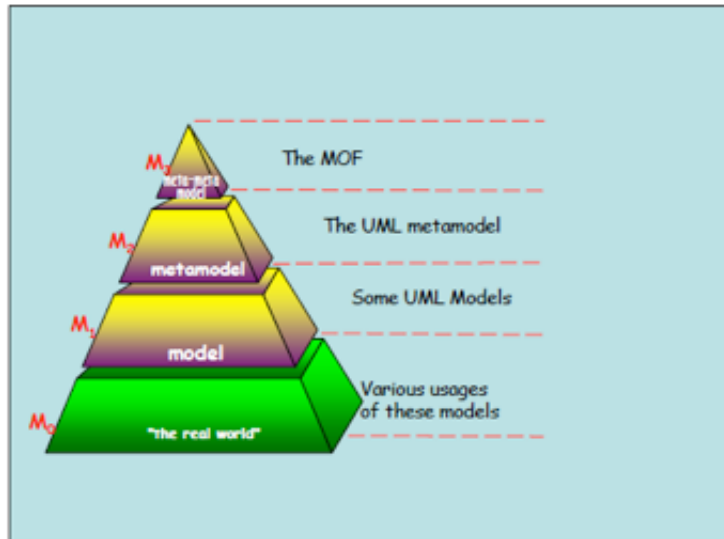 M3
meta-meta
model
The MOF
M2
metamodel
The UML metamodel
M1
model
Some UML Models
M0
"the real world"
Various usages
of these models